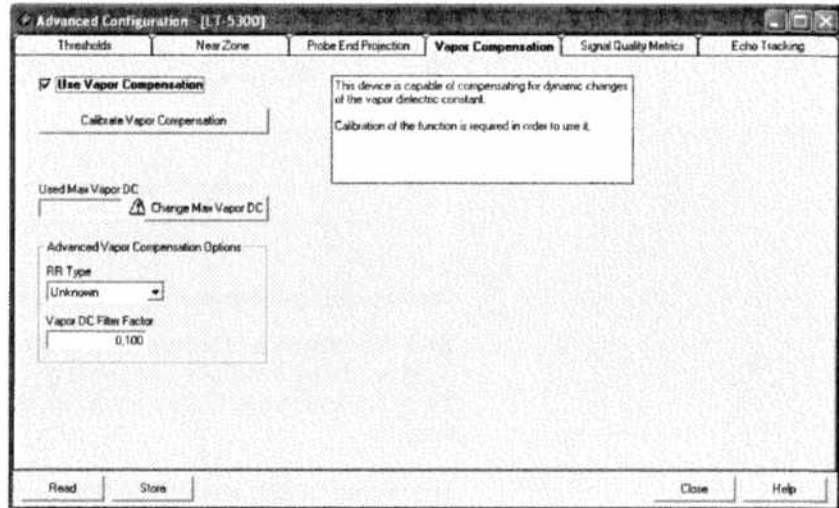 Advanced Configuration - [LT-5300]
Thresholds
Near Zone
Probe End Projection
Vapor Compensation
Signal Quality Metrics
Echo Tracking
Use Vapor Compensation
Calibrate Vapor Compensation
This device is capable of compensating for dynamic changes
of the vapor dielectric constant.
Calibration of the function is required in order to use it.
Used Max Vapor DC
Change Max Vapor DC
Advanced Vapor Compensation Options
RR Type
Unknown
Vapor DC Filter Factor
0,100
Read
Store
Close
Help